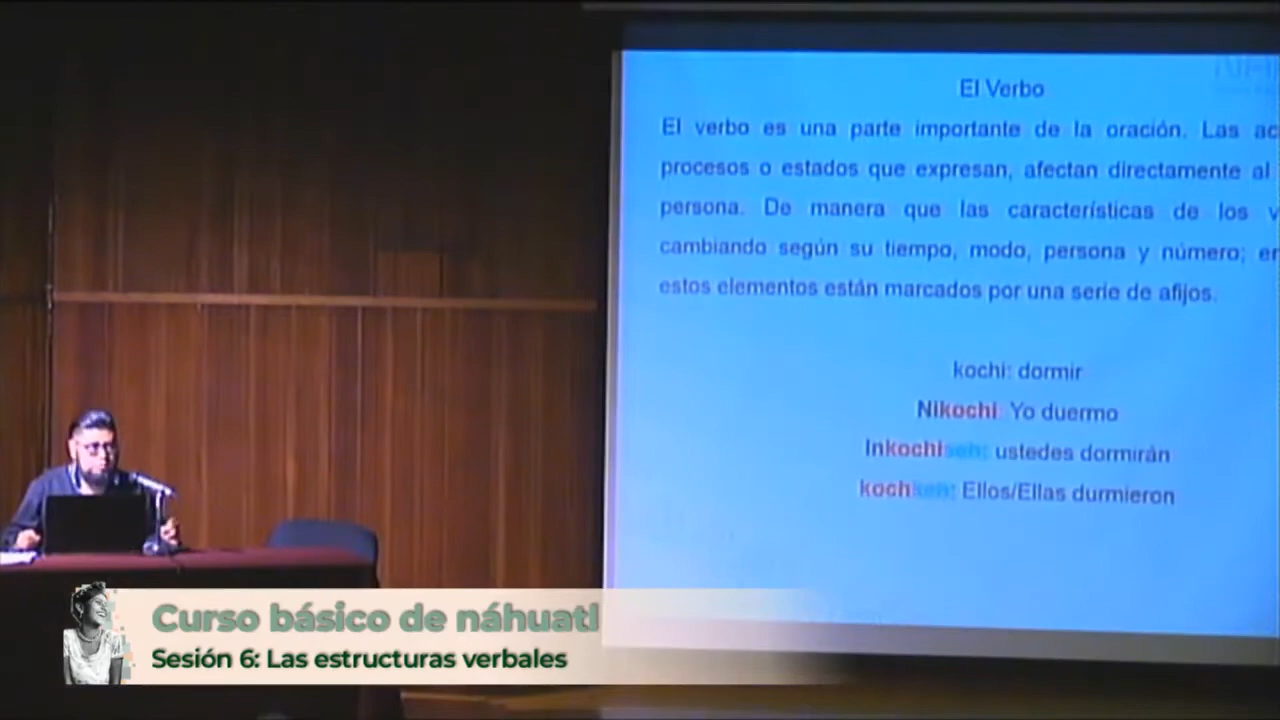 El Verbo
El verbo es una parte importante de la oración. Las
procesos o estados que expresan, afectan directamente al
persona. De manera que las características de los
cambiando según su tiempo, modo, persona y número;
estos elementos están marcados por una serie de afijos.
kochi: dormir
Nikochi: Yo duermo
Inkochiseh: ustedes dormirán
kochkeh: Ellos/Ellas durmieron
Curso básico de náhuatl
Sesión 6: Las estructuras verbales